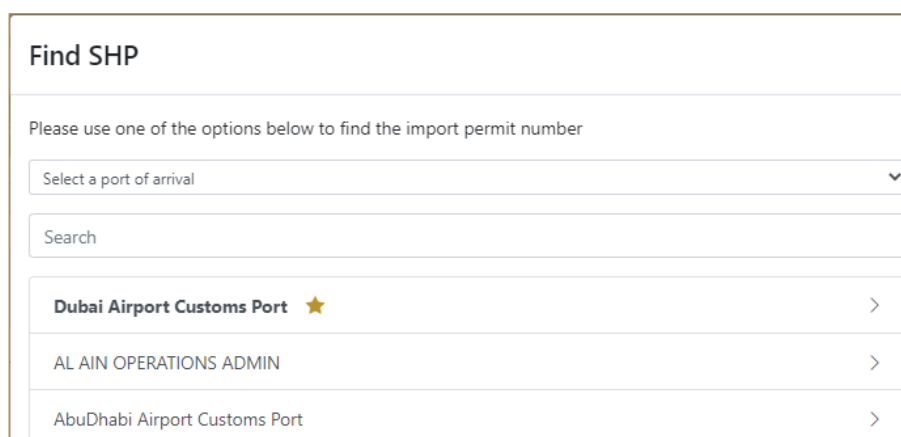 Find SHP
Please use one of the options below to find the import permit number
Select a port of arrival
Search
Dubai Airport Customs Port
AL AIN OPERATIONS ADMIN
AbuDhabi Airport Customs Port